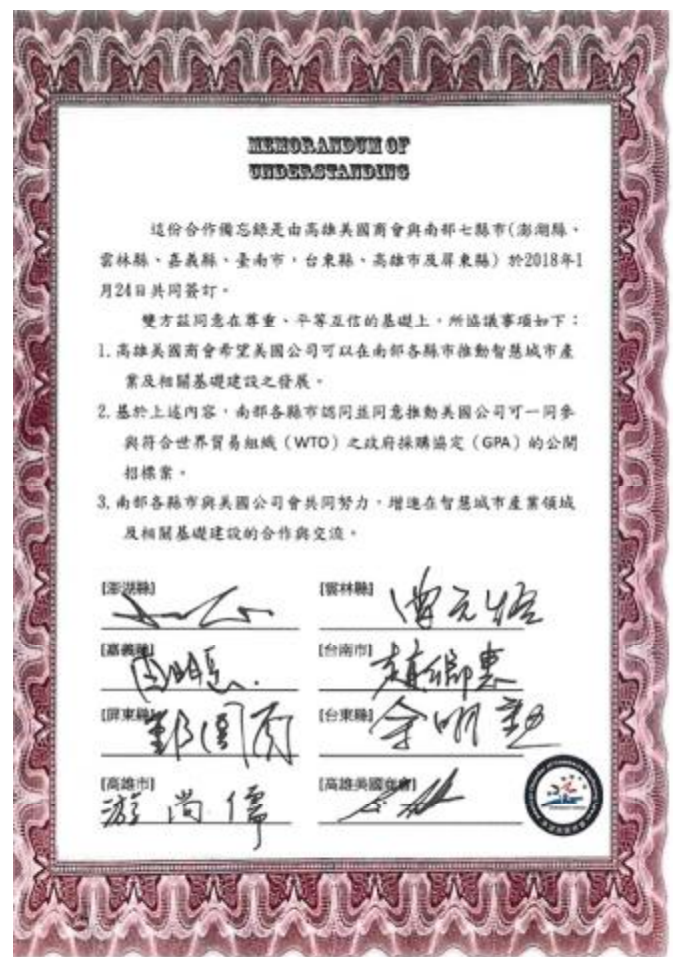 MEMORANDUM OF
UNDERSTANDING
這份合作備忘錄是由高雄美國商會與南部七縣市(澎湖縣、
雲林縣、嘉義縣、臺南市，台東縣、高雄市及屏東縣) 於2018年1
月24日共同簽訂。
雙方茲同意在尊重、平等互信的基礎上，所協議事項如下：
1. 高雄美國商會希望美國公司可以在南部各縣市推動智慧城市產
業及相關基礎建設之發展。
2. 基於上述內容，南部各縣市認同並同意推動美國公司可一同參
與符合世界貿易組織（WTO）之政府採購協定（GPA）的公開
招標案。
3. 南部各縣市與美國公司會共同努力，增進在智慧城市產業領域
及相關基礎建設的合作與交流。
[澎湖縣] [雲林縣]
[嘉義縣] [台南市] 趙卿惠
[屏東縣] [台東縣]
[高雄市] 游尚儒 [高雄美國商會]